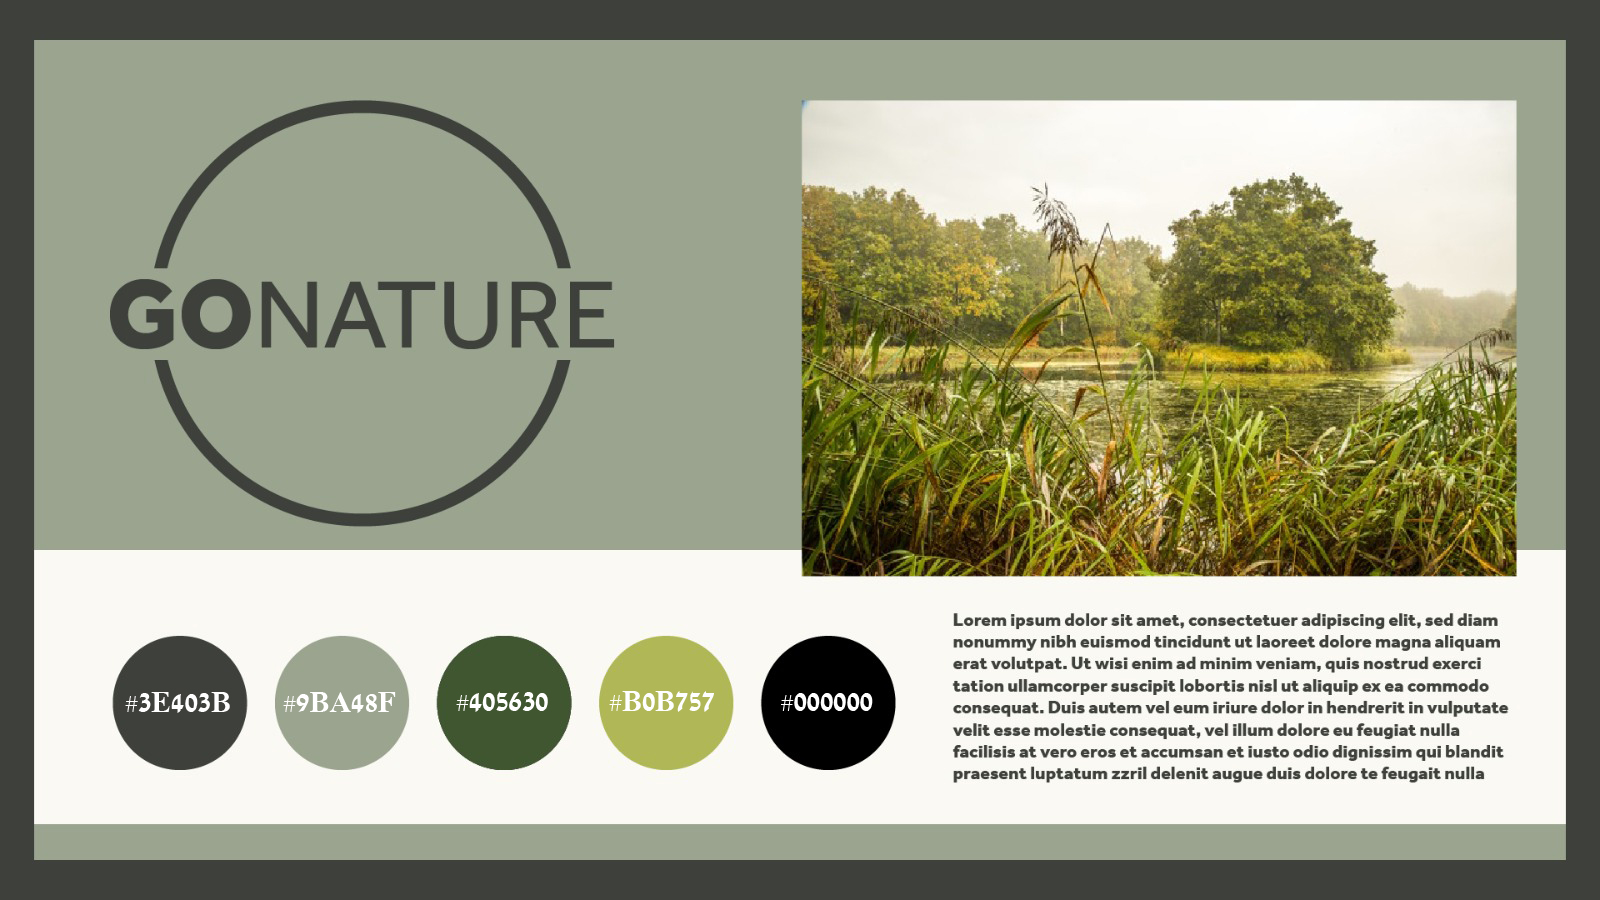 GONATURE
#3E403B
#9BA48F
#405630
#B0B757
#000000
Lorem ipsum dolor sit amet, consectetuer adipiscing elit, sed diam
nonummy nibh euismod tincidunt ut laoreet dolore magna aliquam
erat volutpat. Ut wisi enim ad minim veniam, quis nostrud exerci
tation ullamcorper suscipit lobortis nisl ut aliquip ex ea commodo
consequat. Duis autem vel eum iriure dolor in hendrerit in vulputate
velit esse molestie consequat, vel illum dolore eu feugiat nulla
facilisis at vero eros et accumsan et iusto odio dignissim qui blandit
praesent luptatum zzril delenit augue duis dolore te feugait nulla